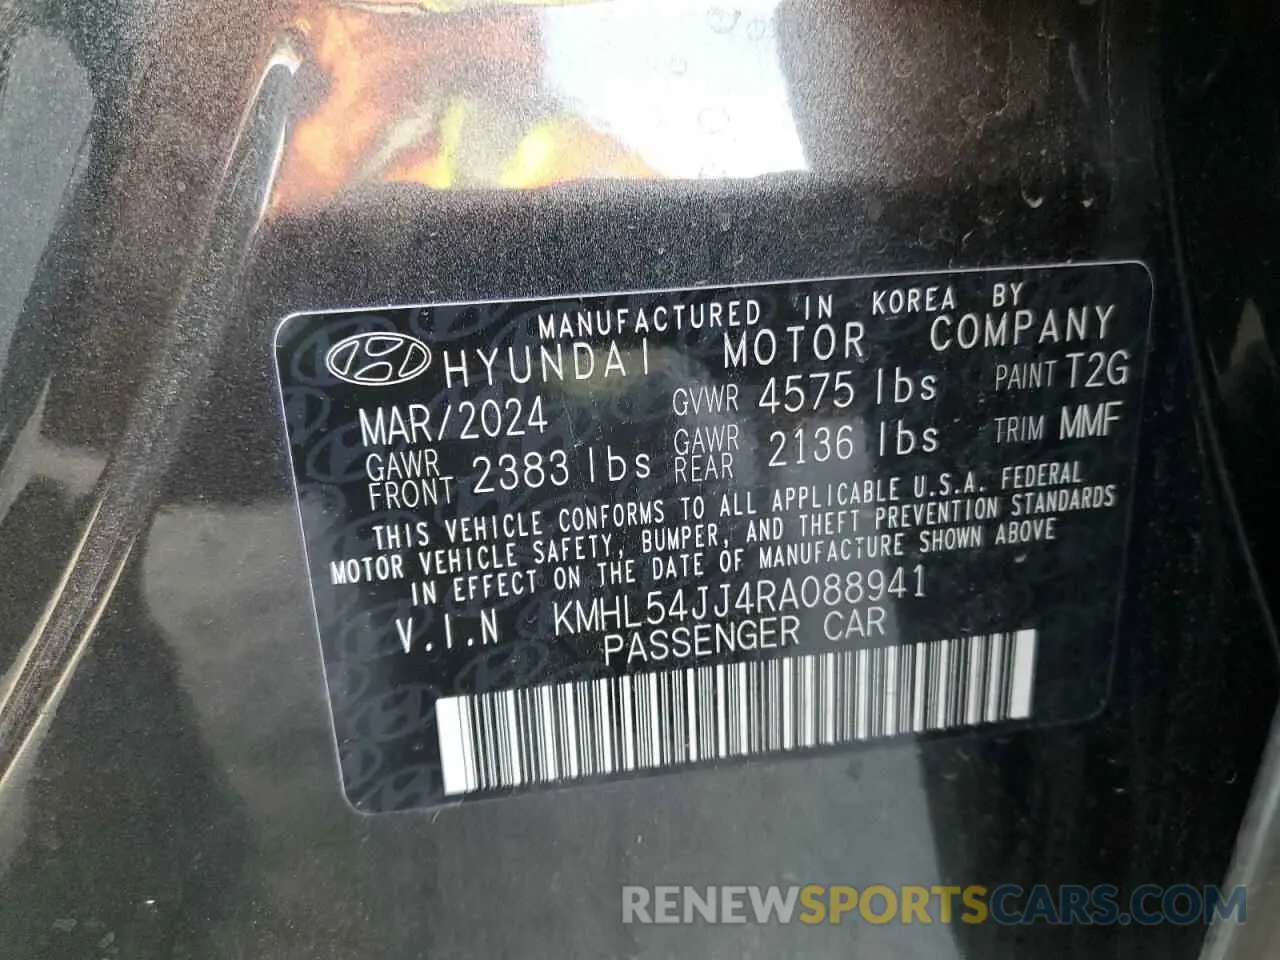 MANUFACTURED IN KOREA BY
HYUNDAI MOTOR COMPANY
MAR/2024 GVWR 4575 lbs PAINT T2G
GAWR FRONT 2383 lbs GAWR REAR 2136 lbs TRIM MMF
THIS VEHICLE CONFORMS TO ALL APPLICABLE U.S.A. FEDERAL
MOTOR VEHICLE SAFETY, BUMPER, AND THEFT PREVENTION STANDARDS
IN EFFECT ON THE DATE OF MANUFACTURE SHOWN ABOVE
V.I.N KMHL54JJ4RA088941
PASSENGER CAR
RENEWSPORTSCARS.COM